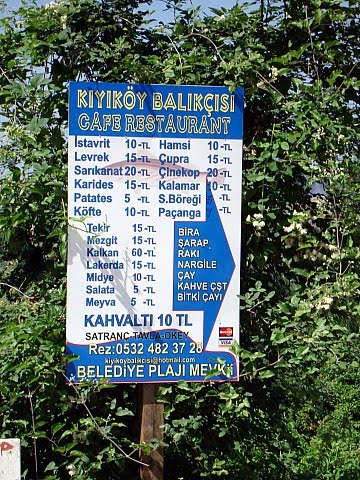 KIYIKÖY BALIKÇISI
CAFE RESTAURANT
İstavrit 10-TL Hamsi 10-TL
Levrek 15-TL Çupra 15-TL
Sarıkanat 20-TL Çinekop 20-TL
Karides 15-TL Kalamar 10-TL
Patates 5-TL S.Böreği -TL
Köfte 10-TL Paçanga -TL
Tekir 15-TL
Mezgit 15-TL
Kalkan 60-TL
Lakerda 15-TL
Midye 10-TL
Salata 5-TL
Meyva 5-TL
BİRA
ŞARAP
RAKI
NARGİLE
ÇAY
KAHVE ÇŞT
BİTKİ ÇAYI
KAHVALTI 10 TL
SATRANÇ-TAVLA-OKEY
VISA
Rez:0532 482 37 28
kiyikoybalikcisi@hotmail.com
BELEDİYE PLAJI MEVKii